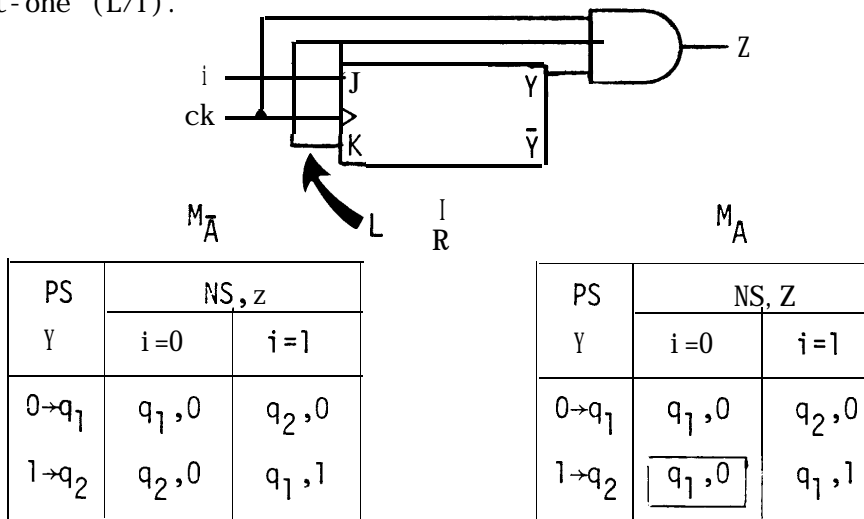 t-one (L/1).
Z
i
J
Y
ck
K
Ȳ
L
I
R
M_Ā
M_A
PS NS,z
Y i=0 i=1
0→q₁ q₁,0 q₂,0
1→q₂ q₂,0 q₁,1
PS NS,Z
Y i=0 i=1
0→q₁ q₁,0 q₂,0
1→q₂ q₁,0 q₁,1